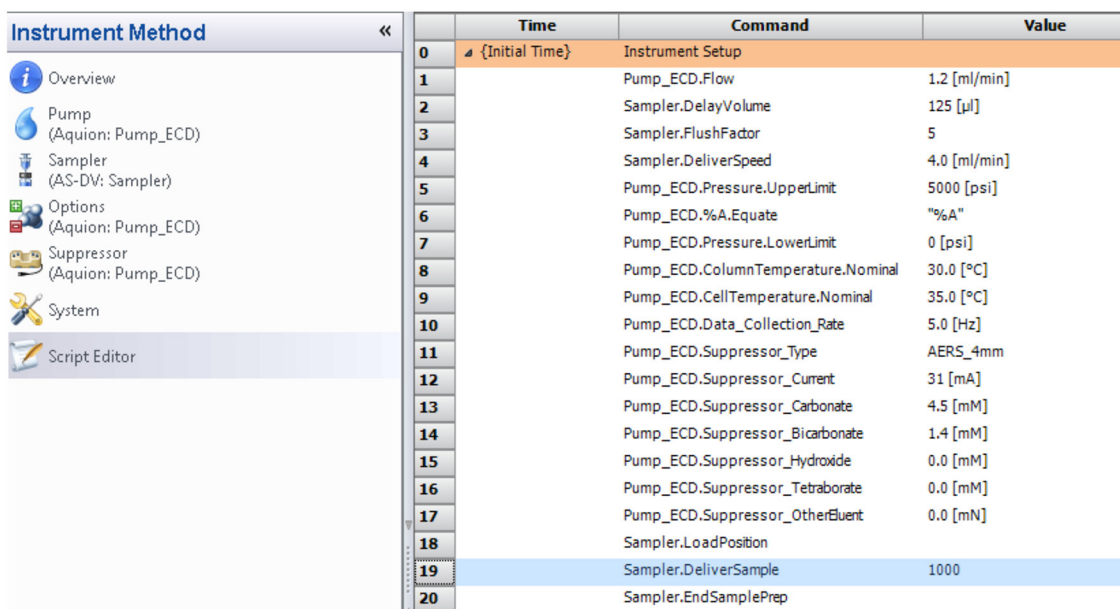 Instrument Method «
Overview
Pump
(Aquion: Pump_ECD)
Sampler
(AS-DV: Sampler)
Options
(Aquion: Pump_ECD)
Suppressor
(Aquion: Pump_ECD)
System
Script Editor
Time Command Value
0 {Initial Time} Instrument Setup
1 Pump_ECD.Flow 1.2 [ml/min]
2 Sampler.DelayVolume 125 [µl]
3 Sampler.FlushFactor 5
4 Sampler.DeliverSpeed 4.0 [ml/min]
5 Pump_ECD.Pressure.UpperLimit 5000 [psi]
6 Pump_ECD.%A.Equate "%A"
7 Pump_ECD.Pressure.LowerLimit 0 [psi]
8 Pump_ECD.ColumnTemperature.Nominal 30.0 [°C]
9 Pump_ECD.CellTemperature.Nominal 35.0 [°C]
10 Pump_ECD.Data_Collection_Rate 5.0 [Hz]
11 Pump_ECD.Suppressor_Type AERS_4mm
12 Pump_ECD.Suppressor_Current 31 [mA]
13 Pump_ECD.Suppressor_Carbonate 4.5 [mM]
14 Pump_ECD.Suppressor_Bicarbonate 1.4 [mM]
15 Pump_ECD.Suppressor_Hydroxide 0.0 [mM]
16 Pump_ECD.Suppressor_Tetraborate 0.0 [mM]
17 Pump_ECD.Suppressor_OtherEluent 0.0 [mN]
18 Sampler.LoadPosition
19 Sampler.DeliverSample 1000
20 Sampler.EndSamplePrep